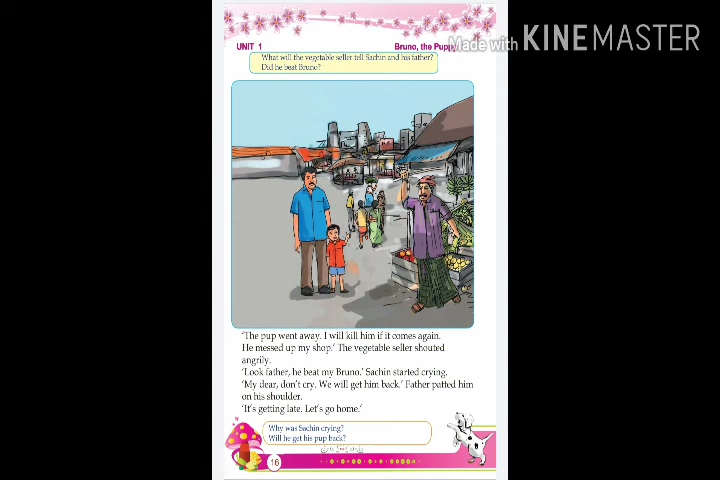 Made with KINEMASTER
UNIT 1
Bruno, the Puppy
What will the vegetable seller tell Sachin and his father?
Did he beat Bruno?
'The pup went away. I will kill him if it comes again.
He messed up my shop.' The vegetable seller shouted
angrily.
'Look father, he beat my Bruno.' Sachin started crying.
'My dear, don't cry. We will get him back.' Father patted him
on his shoulder.
'It's getting late. Let's go home.'
Why was Sachin crying?
Will he get his pup back?
16